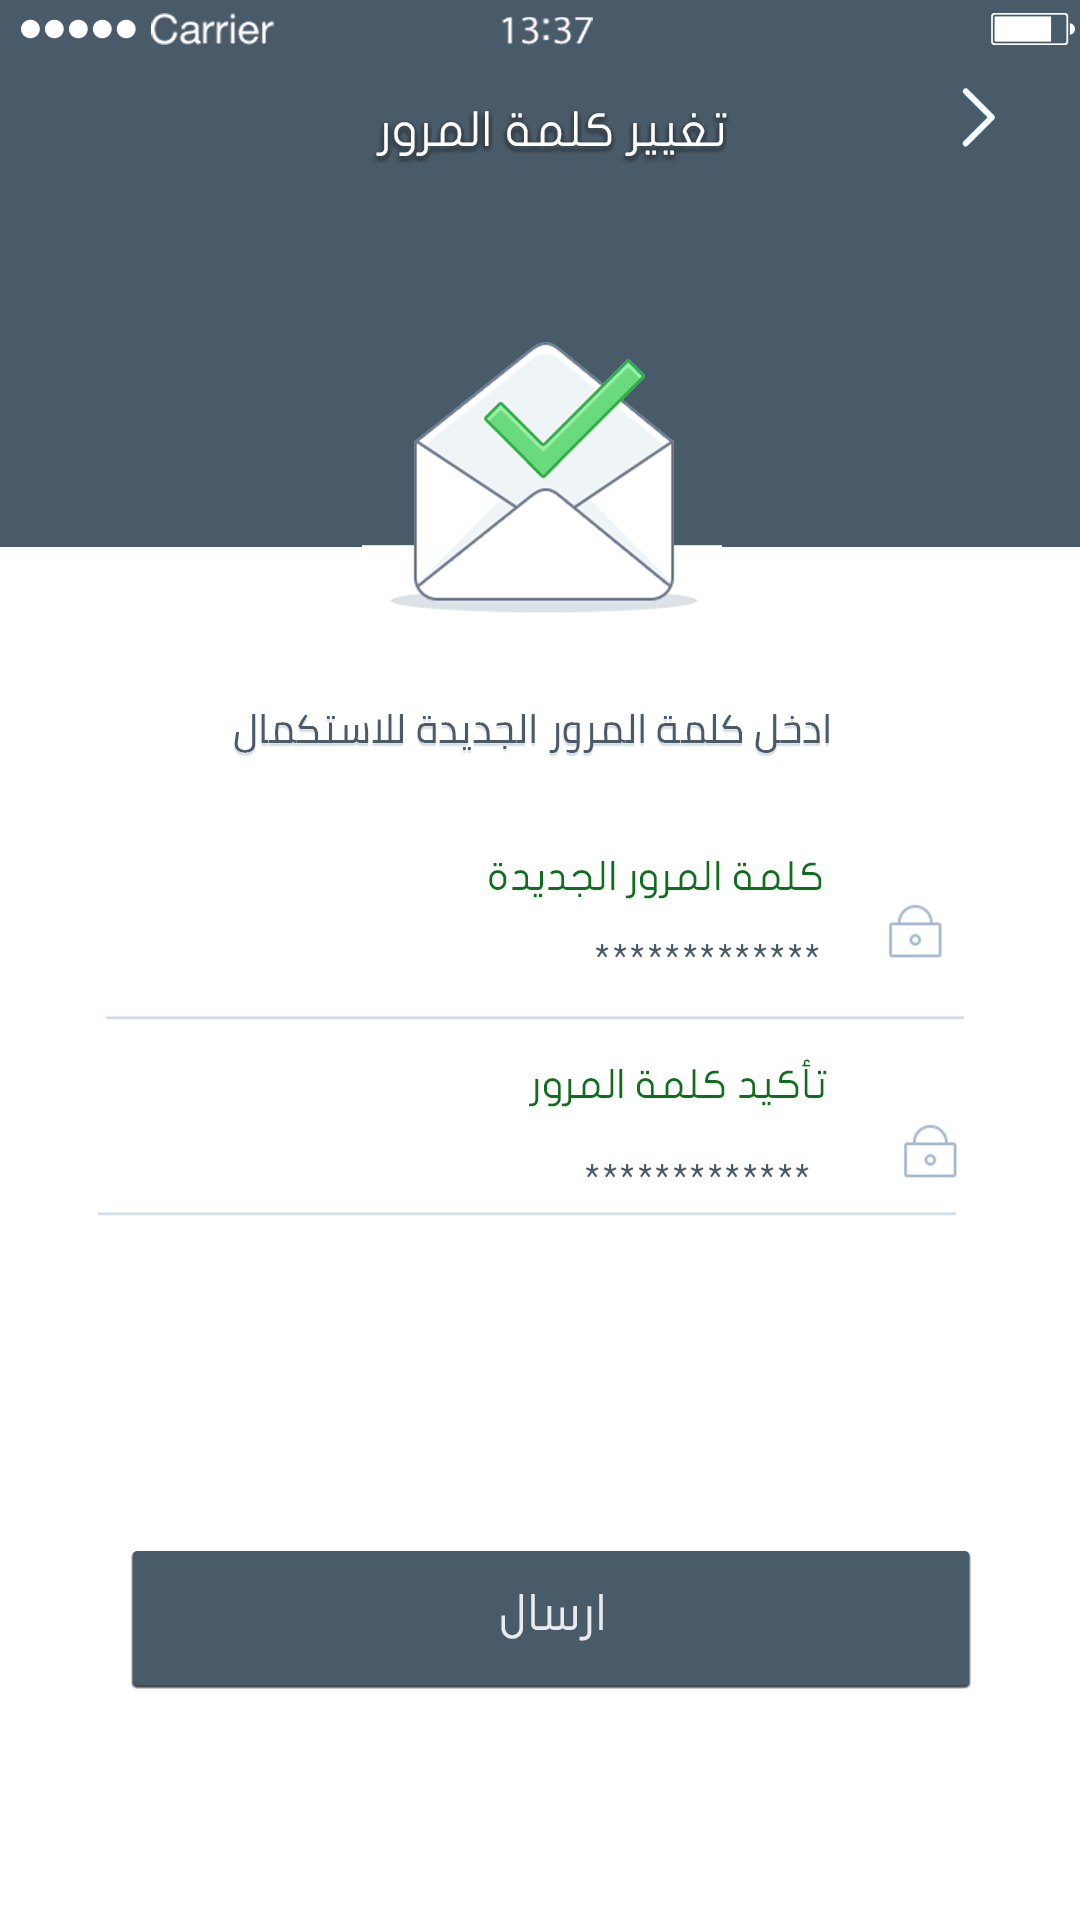 Carrier 13:37
تغيير كلمة المرور
ادخل كلمة المرور الجديدة للاستكمال
كلمة المرور الجديدة
*************
تأكيد كلمة المرور
*************
ارسال